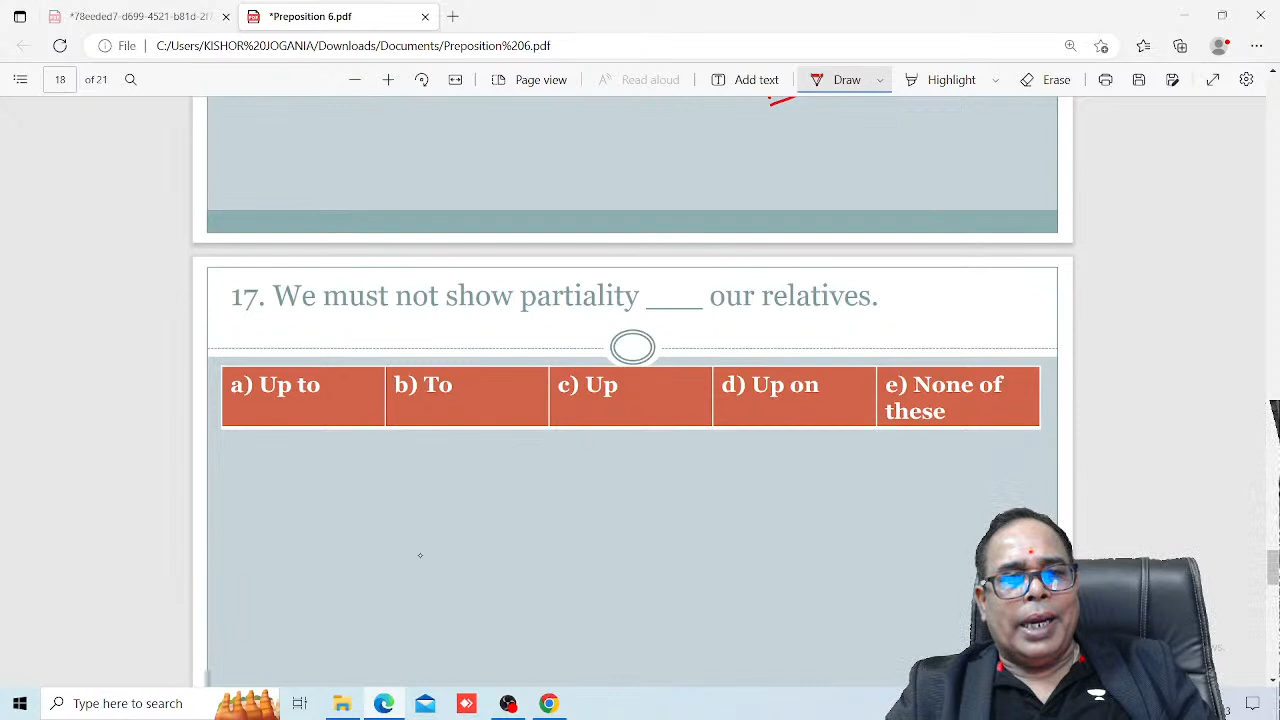 *78eeded7-d699-4521-b81d-2f7
*Preposition 6.pdf
File
C:/Users/KISHOR%20JOGANIA/Downloads/Documents/Preposition%206.pdf
18 of 21
Page view
Read aloud
Add text
Draw
Highlight
Erase
17. We must not show partiality ____ our relatives.
a) Up to
b) To
c) Up
d) Up on
e) None of
these
Type here to search